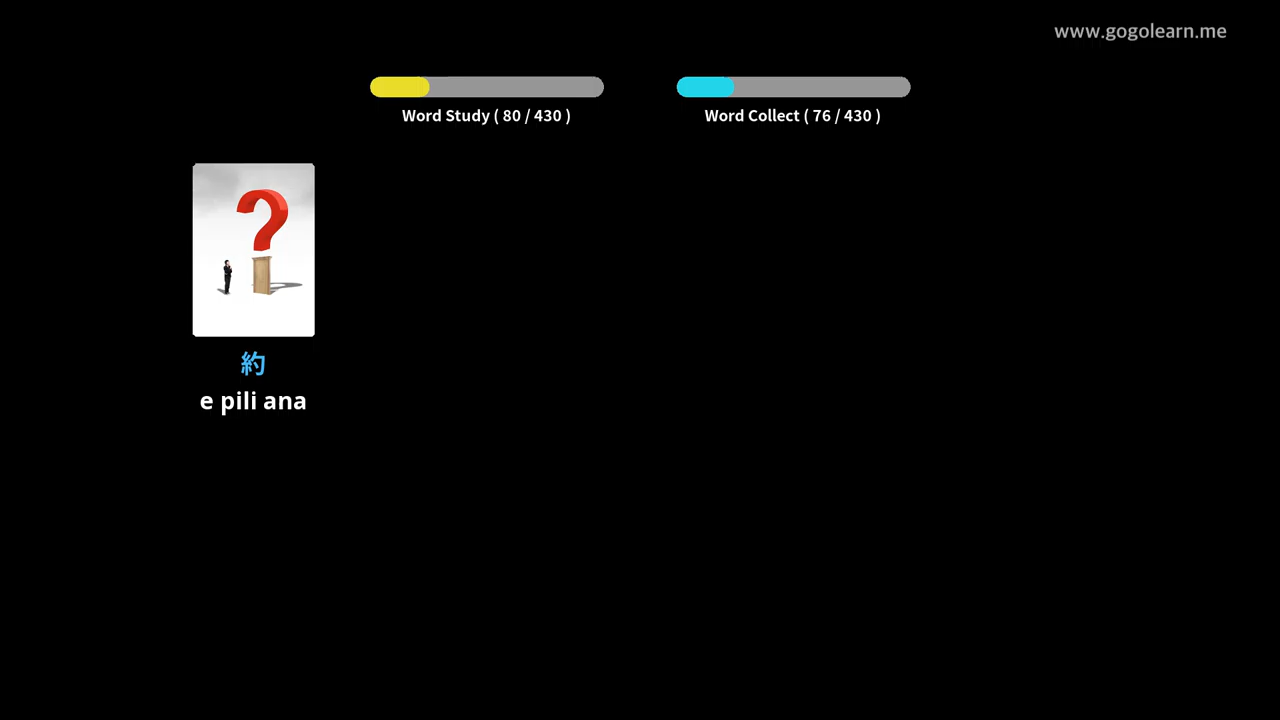 www.gogolearn.me
Word Study ( 80 / 430 )
Word Collect ( 76 / 430 )
約
e pili ana